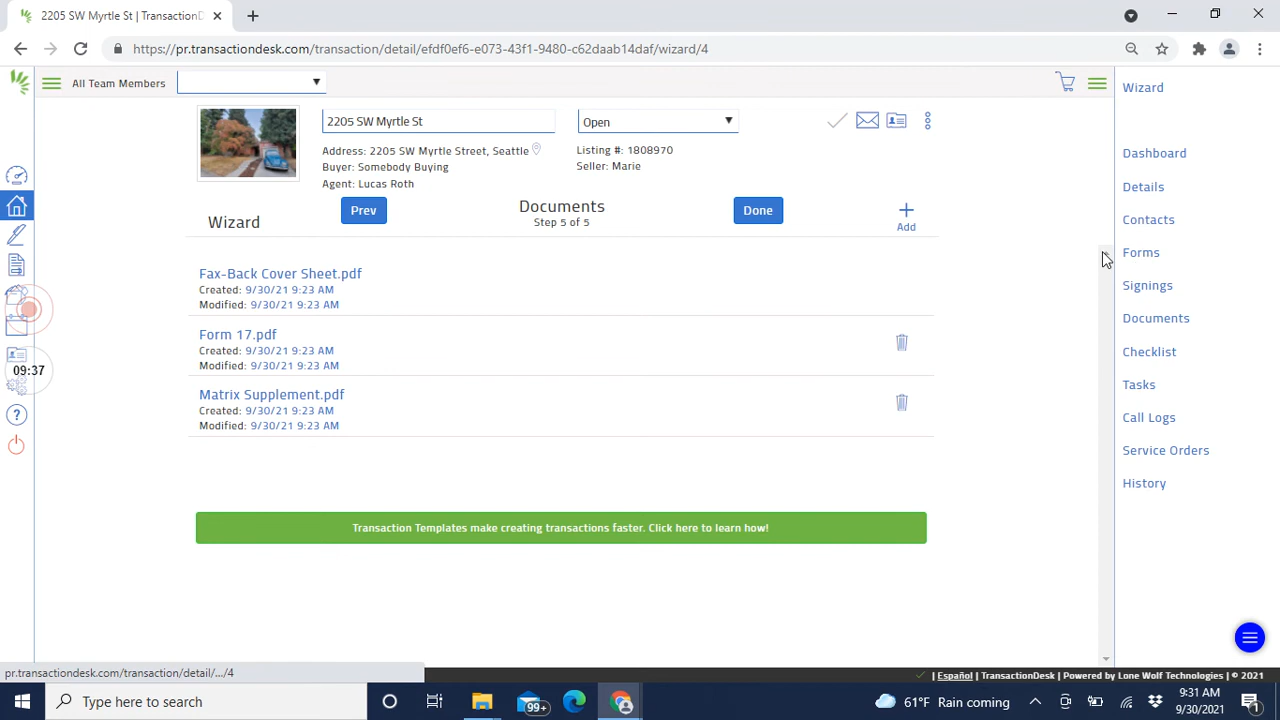 2205 SW Myrtle St | TransactionD
https://pr.transactiondesk.com/transaction/detail/efdf0ef6-e073-43f1-9480-c62daab14daf/wizard/4
All Team Members
2205 SW Myrtle St
Open
Address: 2205 SW Myrtle Street, Seattle
Buyer: Somebody Buying
Agent: Lucas Roth
Listing #: 1808970
Seller: Marie
Wizard
Prev
Documents
Step 5 of 5
Done
Add
Fax-Back Cover Sheet.pdf
Created: 9/30/21 9:23 AM
Modified: 9/30/21 9:23 AM
Form 17.pdf
Created: 9/30/21 9:23 AM
Modified: 9/30/21 9:23 AM
Matrix Supplement.pdf
Created: 9/30/21 9:23 AM
Modified: 9/30/21 9:23 AM
Transaction Templates make creating transactions faster. Click here to learn how!
09:37
?
Wizard
Dashboard
Details
Contacts
Forms
Signings
Documents
Checklist
Tasks
Call Logs
Service Orders
History
pr.transactiondesk.com/transaction/detail/.../4
| Español | TransactionDesk | Powered by Lone Wolf Technologies | © 2021
Type here to search
99+
61°F Rain coming
9:31 AM
9/30/2021
1